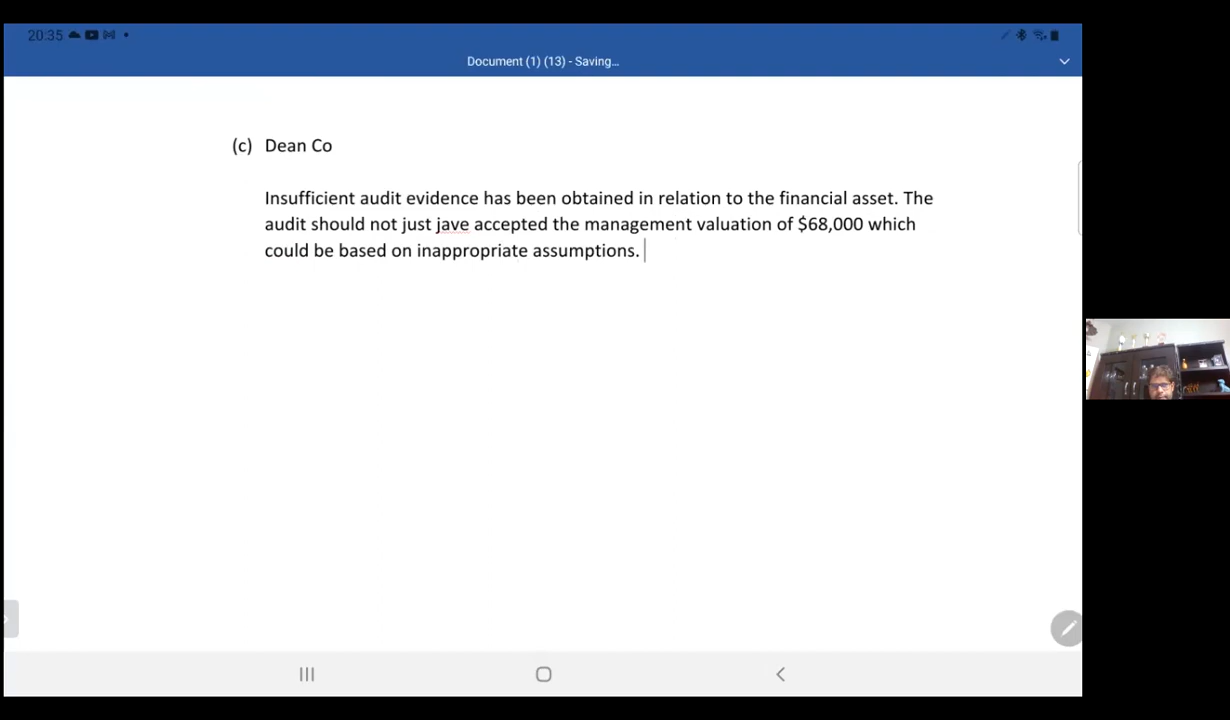 20:35
Document (1) (13) - Saving...
(c) Dean Co
Insufficient audit evidence has been obtained in relation to the financial asset. The
audit should not just jave accepted the management valuation of $68,000 which
could be based on inappropriate assumptions.